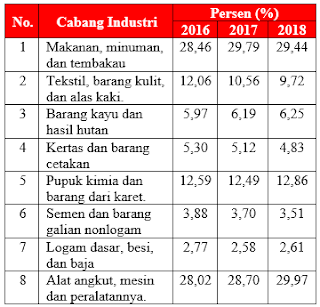 No. Cabang Industri Persen (%)
2016 2017 2018
1 Makanan, minuman, 28,46 29,79 29,44
dan tembakau
2 Tekstil, barang kulit, 12,06 10,56 9,72
dan alas kaki.
3 Barang kayu dan 5,97 6,19 6,25
hasil hutan
4 Kertas dan barang 5,30 5,12 4,83
cetakan
5 Pupuk kimia dan 12,59 12,49 12,86
barang dari karet.
6 Semen dan barang 3,88 3,70 3,51
galian nonlogam
7 Logam dasar, besi, 2,77 2,58 2,61
dan baja
8 Alat angkut, mesin 28,02 28,70 29,97
dan peralatannya.